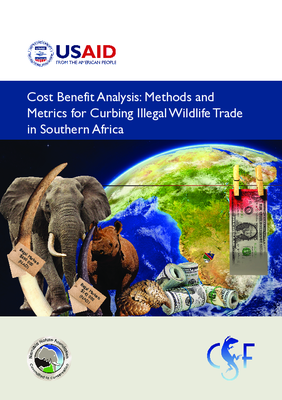 USAID
FROM THE AMERICAN PEOPLE
Cost Benefit Analysis: Methods and
Metrics for Curbing Illegal Wildlife Trade
in Southern Africa
CSF